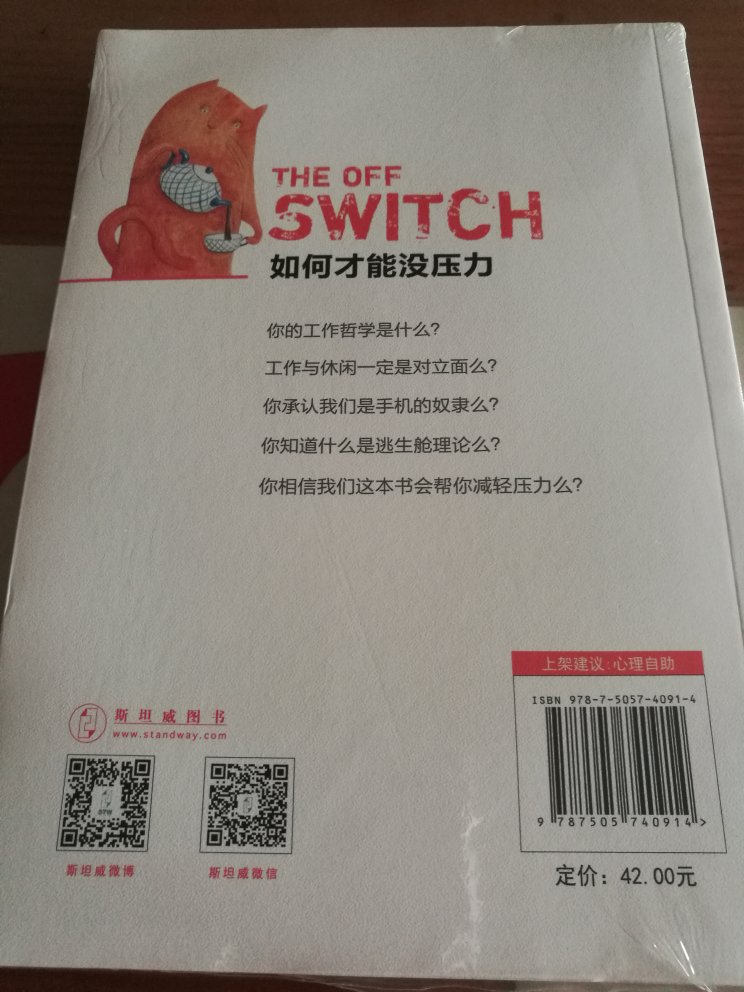 THE OFF
SWITCH
如何才能没压力
你的工作哲学是什么?
工作与休闲一定是对立面么?
你承认我们是手机的奴隶么?
你知道什么是逃生舱理论么?
你相信我们这本书会帮你减轻压力么?
上架建议:心理自助
ISBN 978-7-5057-4091-4
9 787505 740914 >
定价: 42.00元
斯坦威图书
www.standway.com
斯坦威微博
斯坦威微信